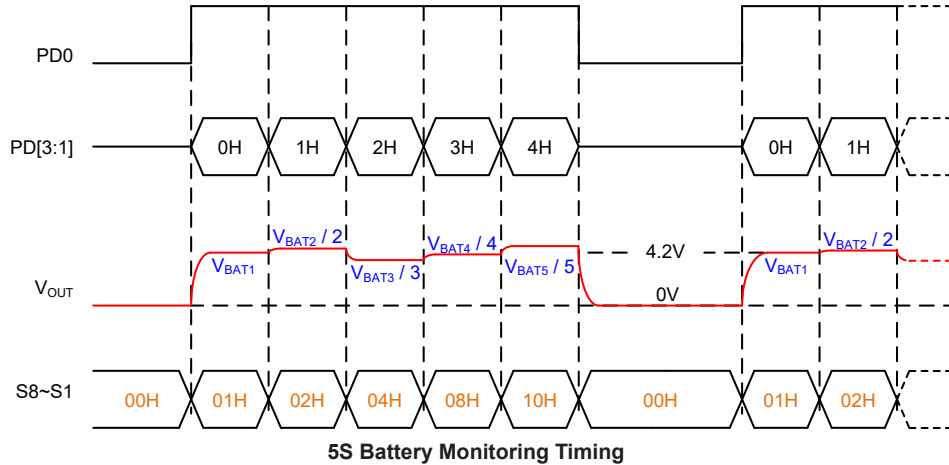 PD0
PD[3:1]
0H 1H 2H 3H 4H 0H 1H
VBAT1 VBAT2 / 2 VBAT3 / 3 VBAT4 / 4 VBAT5 / 5 4.2V VBAT1 VBAT2 / 2
VOUT
0V
S8~S1
00H 01H 02H 04H 08H 10H 00H 01H 02H
5S Battery Monitoring Timing